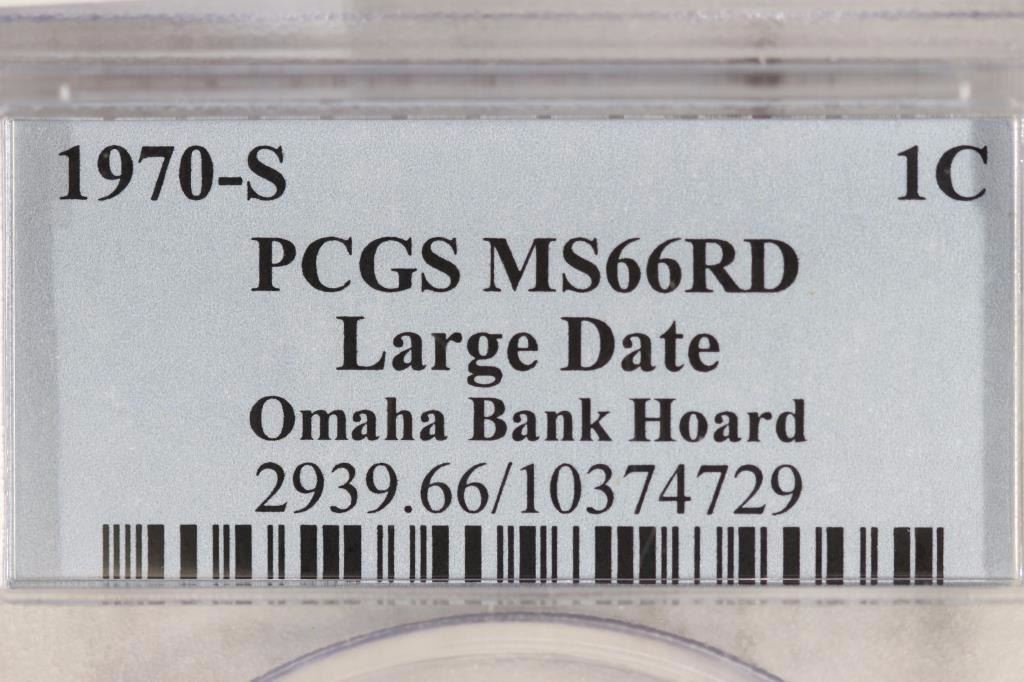 1970-S 1C
PCGS MS66RD
Large Date
Omaha Bank Hoard
2939.66/10374729